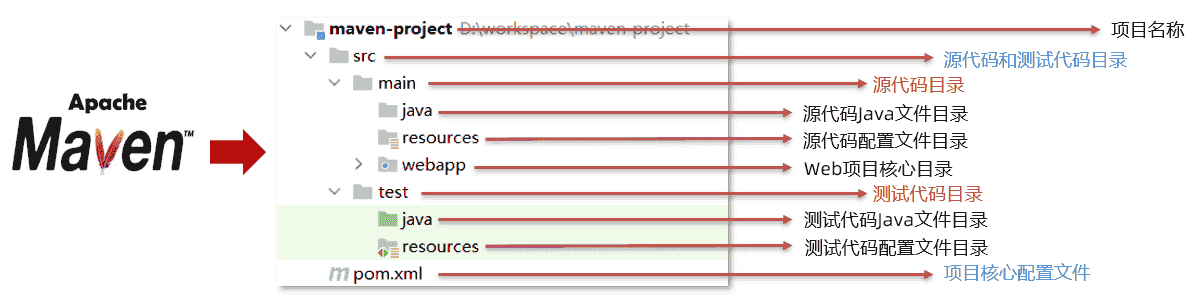 maven-project D:\workspace\maven-project 项目名称
src 源代码和测试代码目录
main 源代码目录
java 源代码Java文件目录
resources 源代码配置文件目录
webapp Web项目核心目录
test 测试代码目录
java 测试代码Java文件目录
resources 测试代码配置文件目录
pom.xml 项目核心配置文件
Apache
Maven™